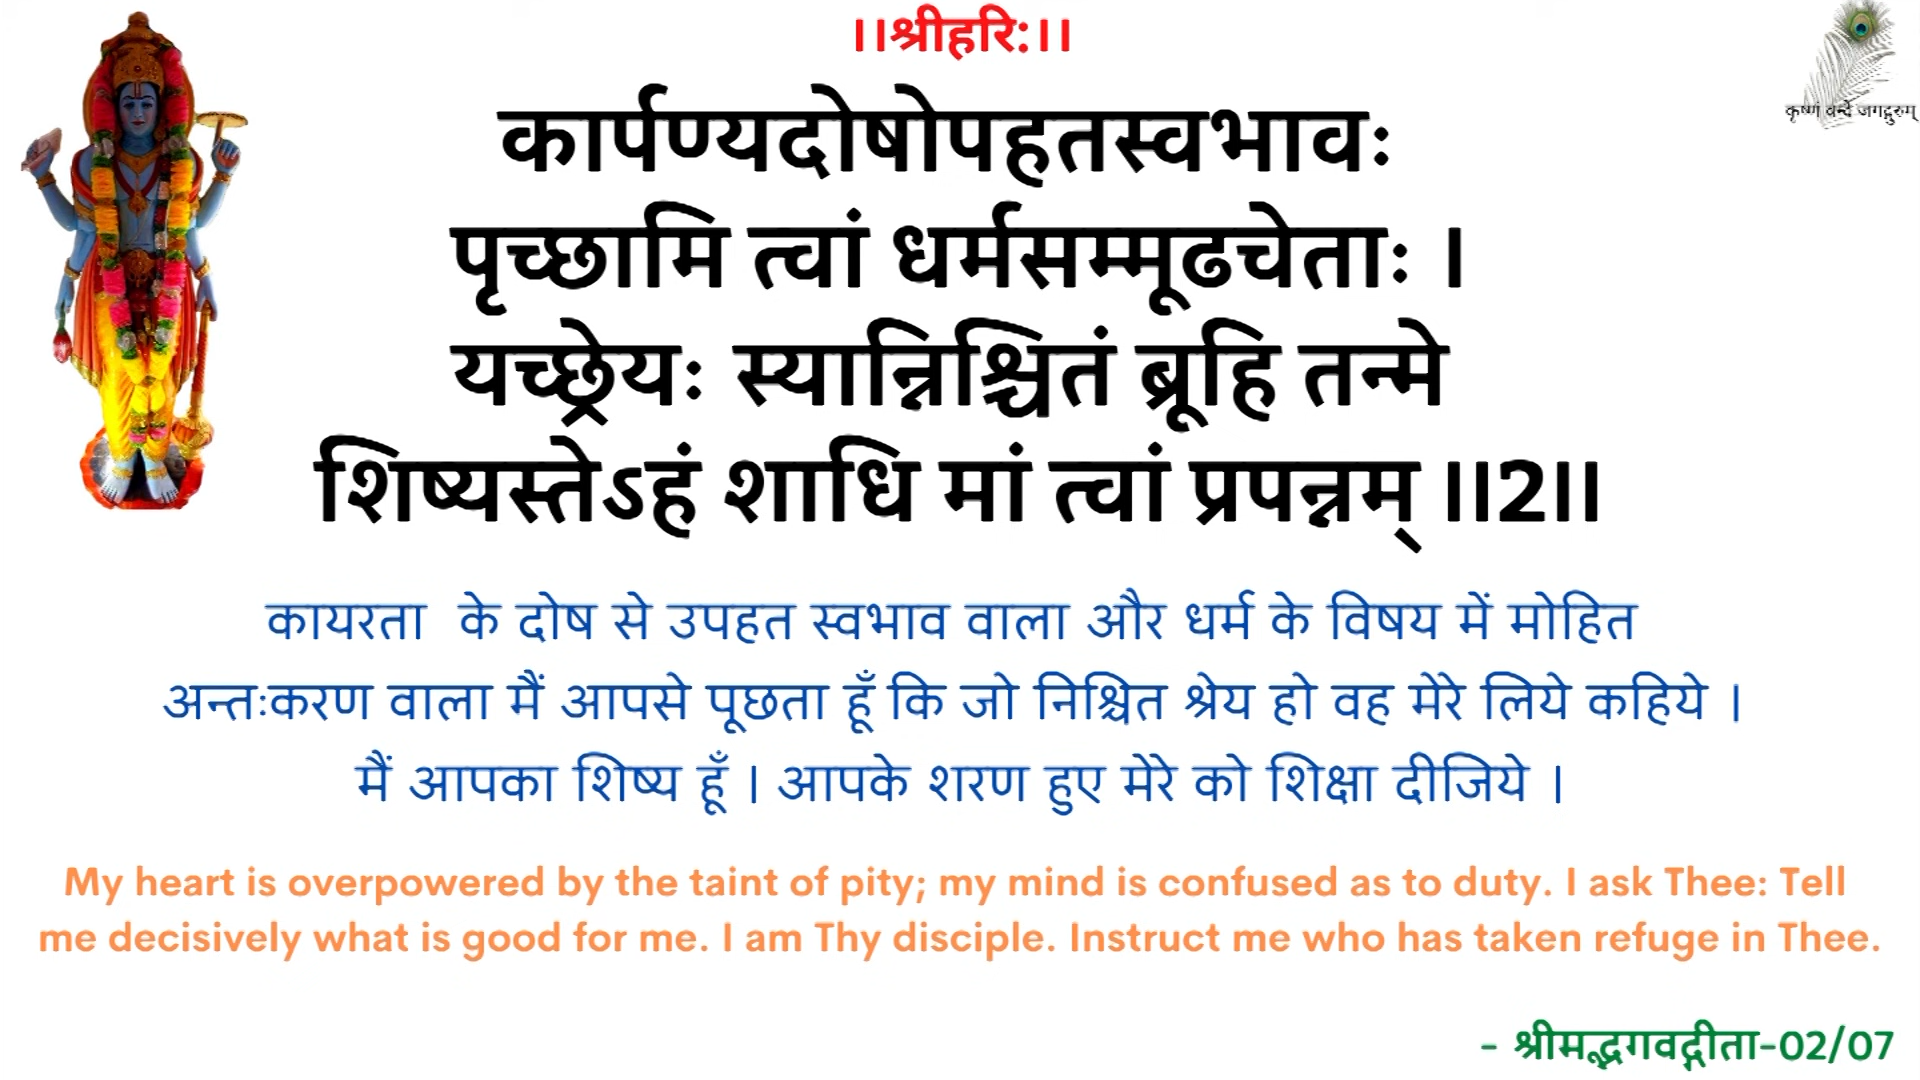 ।।श्रीहरि:।।
कृष्णं वन्दे जगद्गुरुम्
कार्पण्यदोषोपहतस्वभावः
पृच्छामि त्वां धर्मसम्मूढचेताः ।
यच्छ्रेयः स्यान्निश्चितं ब्रूहि तन्मे
शिष्यस्तेऽहं शाधि मां त्वां प्रपन्नम् ।।2।।
कायरता के दोष से उपहत स्वभाव वाला और धर्म के विषय में मोहित
अन्तःकरण वाला मैं आपसे पूछता हूँ कि जो निश्चित श्रेय हो वह मेरे लिये कहिये ।
मैं आपका शिष्य हूँ । आपके शरण हुए मेरे को शिक्षा दीजिये ।
My heart is overpowered by the taint of pity; my mind is confused as to duty. I ask Thee: Tell
me decisively what is good for me. I am Thy disciple. Instruct me who has taken refuge in Thee.
- श्रीमद्भगवद्गीता-02/07